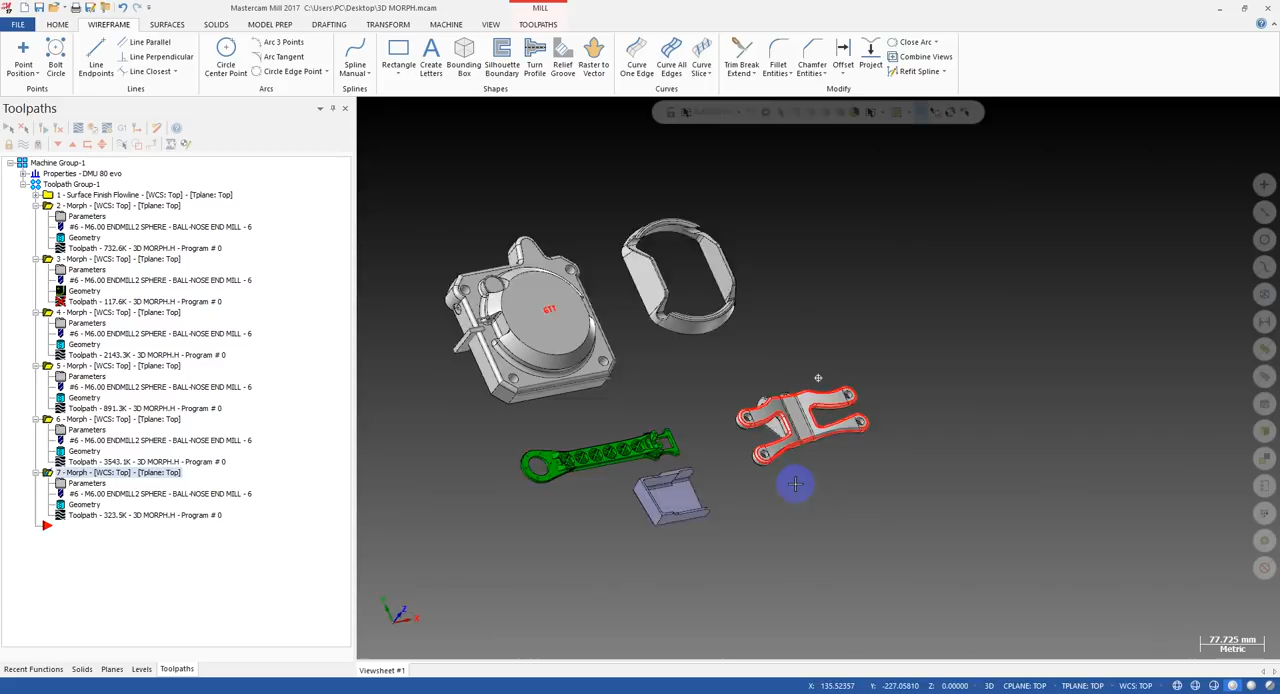 Mastercam Mill 2017 C:\Users\PC\Desktop\3D MORPH.mcam
MILL
FILE HOME WIREFRAME SURFACES SOLIDS MODEL PREP DRAFTING TRANSFORM MACHINE VIEW TOOLPATHS
Point Position
Bolt Circle
Points
Line Endpoints
Line Parallel
Line Perpendicular
Line Closest
Lines
Circle Center Point
Arc 3 Points
Arc Tangent
Circle Edge Point
Arcs
Spline Manual
Splines
Rectangle
Create Letters
Bounding Box
Silhouette Boundary
Turn Profile
Relief Groove
Raster to Vector
Shapes
Curve One Edge
Curve All Edges
Curve Slice
Curves
Trim Break Extend
Fillet Entities
Chamfer Entities
Offset
Project
Close Arc
Combine Views
Refit Spline
Modify
Toolpaths
G1
Machine Group-1
Properties - DMU 80 evo
Toolpath Group-1
1 - Surface Finish Flowline - [WCS: Top] - [Tplane: Top]
2 - Morph - [WCS: Top] - [Tplane: Top]
Parameters
#6 - M6.00 ENDMILL2 SPHERE - BALL-NOSE END MILL - 6
Geometry
Toolpath - 732.6K - 3D MORPH.H - Program # 0
3 - Morph - [WCS: Top] - [Tplane: Top]
Parameters
#6 - M6.00 ENDMILL2 SPHERE - BALL-NOSE END MILL - 6
Geometry
Toolpath - 117.6K - 3D MORPH.H - Program # 0
4 - Morph - [WCS: Top] - [Tplane: Top]
Parameters
#6 - M6.00 ENDMILL2 SPHERE - BALL-NOSE END MILL - 6
Geometry
Toolpath - 2143.3K - 3D MORPH.H - Program # 0
5 - Morph - [WCS: Top] - [Tplane: Top]
Parameters
#6 - M6.00 ENDMILL2 SPHERE - BALL-NOSE END MILL - 6
Geometry
Toolpath - 891.3K - 3D MORPH.H - Program # 0
6 - Morph - [WCS: Top] - [Tplane: Top]
Parameters
#6 - M6.00 ENDMILL2 SPHERE - BALL-NOSE END MILL - 6
Geometry
Toolpath - 3543.1K - 3D MORPH.H - Program # 0
7 - Morph - [WCS: Top] - [Tplane: Top]
Parameters
#6 - M6.00 ENDMILL2 SPHERE - BALL-NOSE END MILL - 6
Geometry
Toolpath - 323.5K - 3D MORPH.H - Program # 0
Z
X
77.725 mm
Metric
Recent Functions Solids Planes Levels Toolpaths
Viewsheet #1
X: 135.52357 Y: -227.05810 Z: 0.00000 3D CPLANE: TOP TPLANE: TOP WCS: TOP